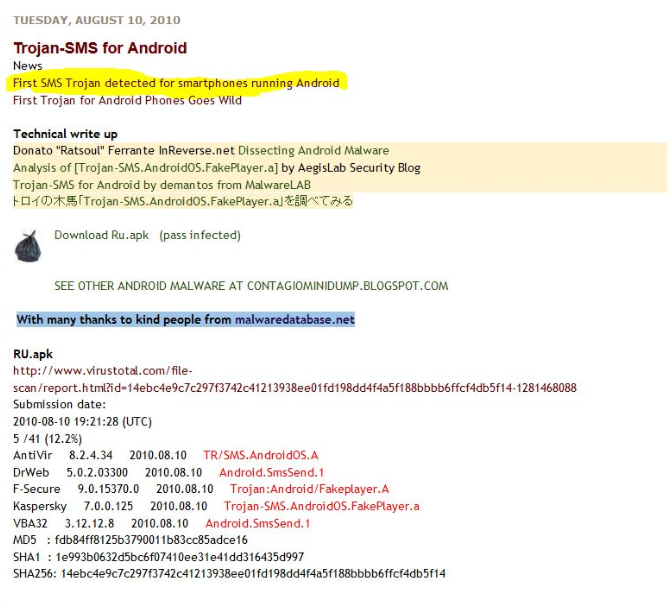 TUESDAY, AUGUST 10, 2010
Trojan-SMS for Android
News
First SMS Trojan detected for smartphones running Android
First Trojan for Android Phones Goes Wild
Technical write up
Donato "Ratsoul" Ferrante InReverse.net Dissecting Android Malware
Analysis of [Trojan-SMS.AndroidOS.FakePlayer.a] by AegisLab Security Blog
Trojan-SMS for Android by demantos from MalwareLAB
トロイの木馬「Trojan-SMS.AndroidOS.FakePlayer.a」を調べてみる
Download Ru.apk (pass infected)
SEE OTHER ANDROID MALWARE AT CONTAGIOMINIDUMP.BLOGSPOT.COM
With many thanks to kind people from malwaredatabase.net
RU.apk
http://www.virustotal.com/file-
scan/report.html?id=14ebc4e9c7c297f3742c41213938ee01fd198dd4f4a5f188bbbb6ffcf4db5f14-1281468088
Submission date:
2010-08-10 19:21:28 (UTC)
5 /41 (12.2%)
AntiVir 8.2.4.34 2010.08.10 TR/SMS.AndroidOS.A
DrWeb 5.0.2.03300 2010.08.10 Android.SmsSend.1
F-Secure 9.0.15370.0 2010.08.10 Trojan:Android/Fakeplayer.A
Kaspersky 7.0.0.125 2010.08.10 Trojan-SMS.AndroidOS.FakePlayer.a
VBA32 3.12.12.8 2010.08.10 Android.SmsSend.1
MD5 : fdb84ff8125b3790011b83cc85adce16
SHA1 : 1e993b0632d5bc6f07410ee31e41dd316435d997
SHA256: 14ebc4e9c7c297f3742c41213938ee01fd198dd4f4a5f188bbbb6ffcf4db5f14